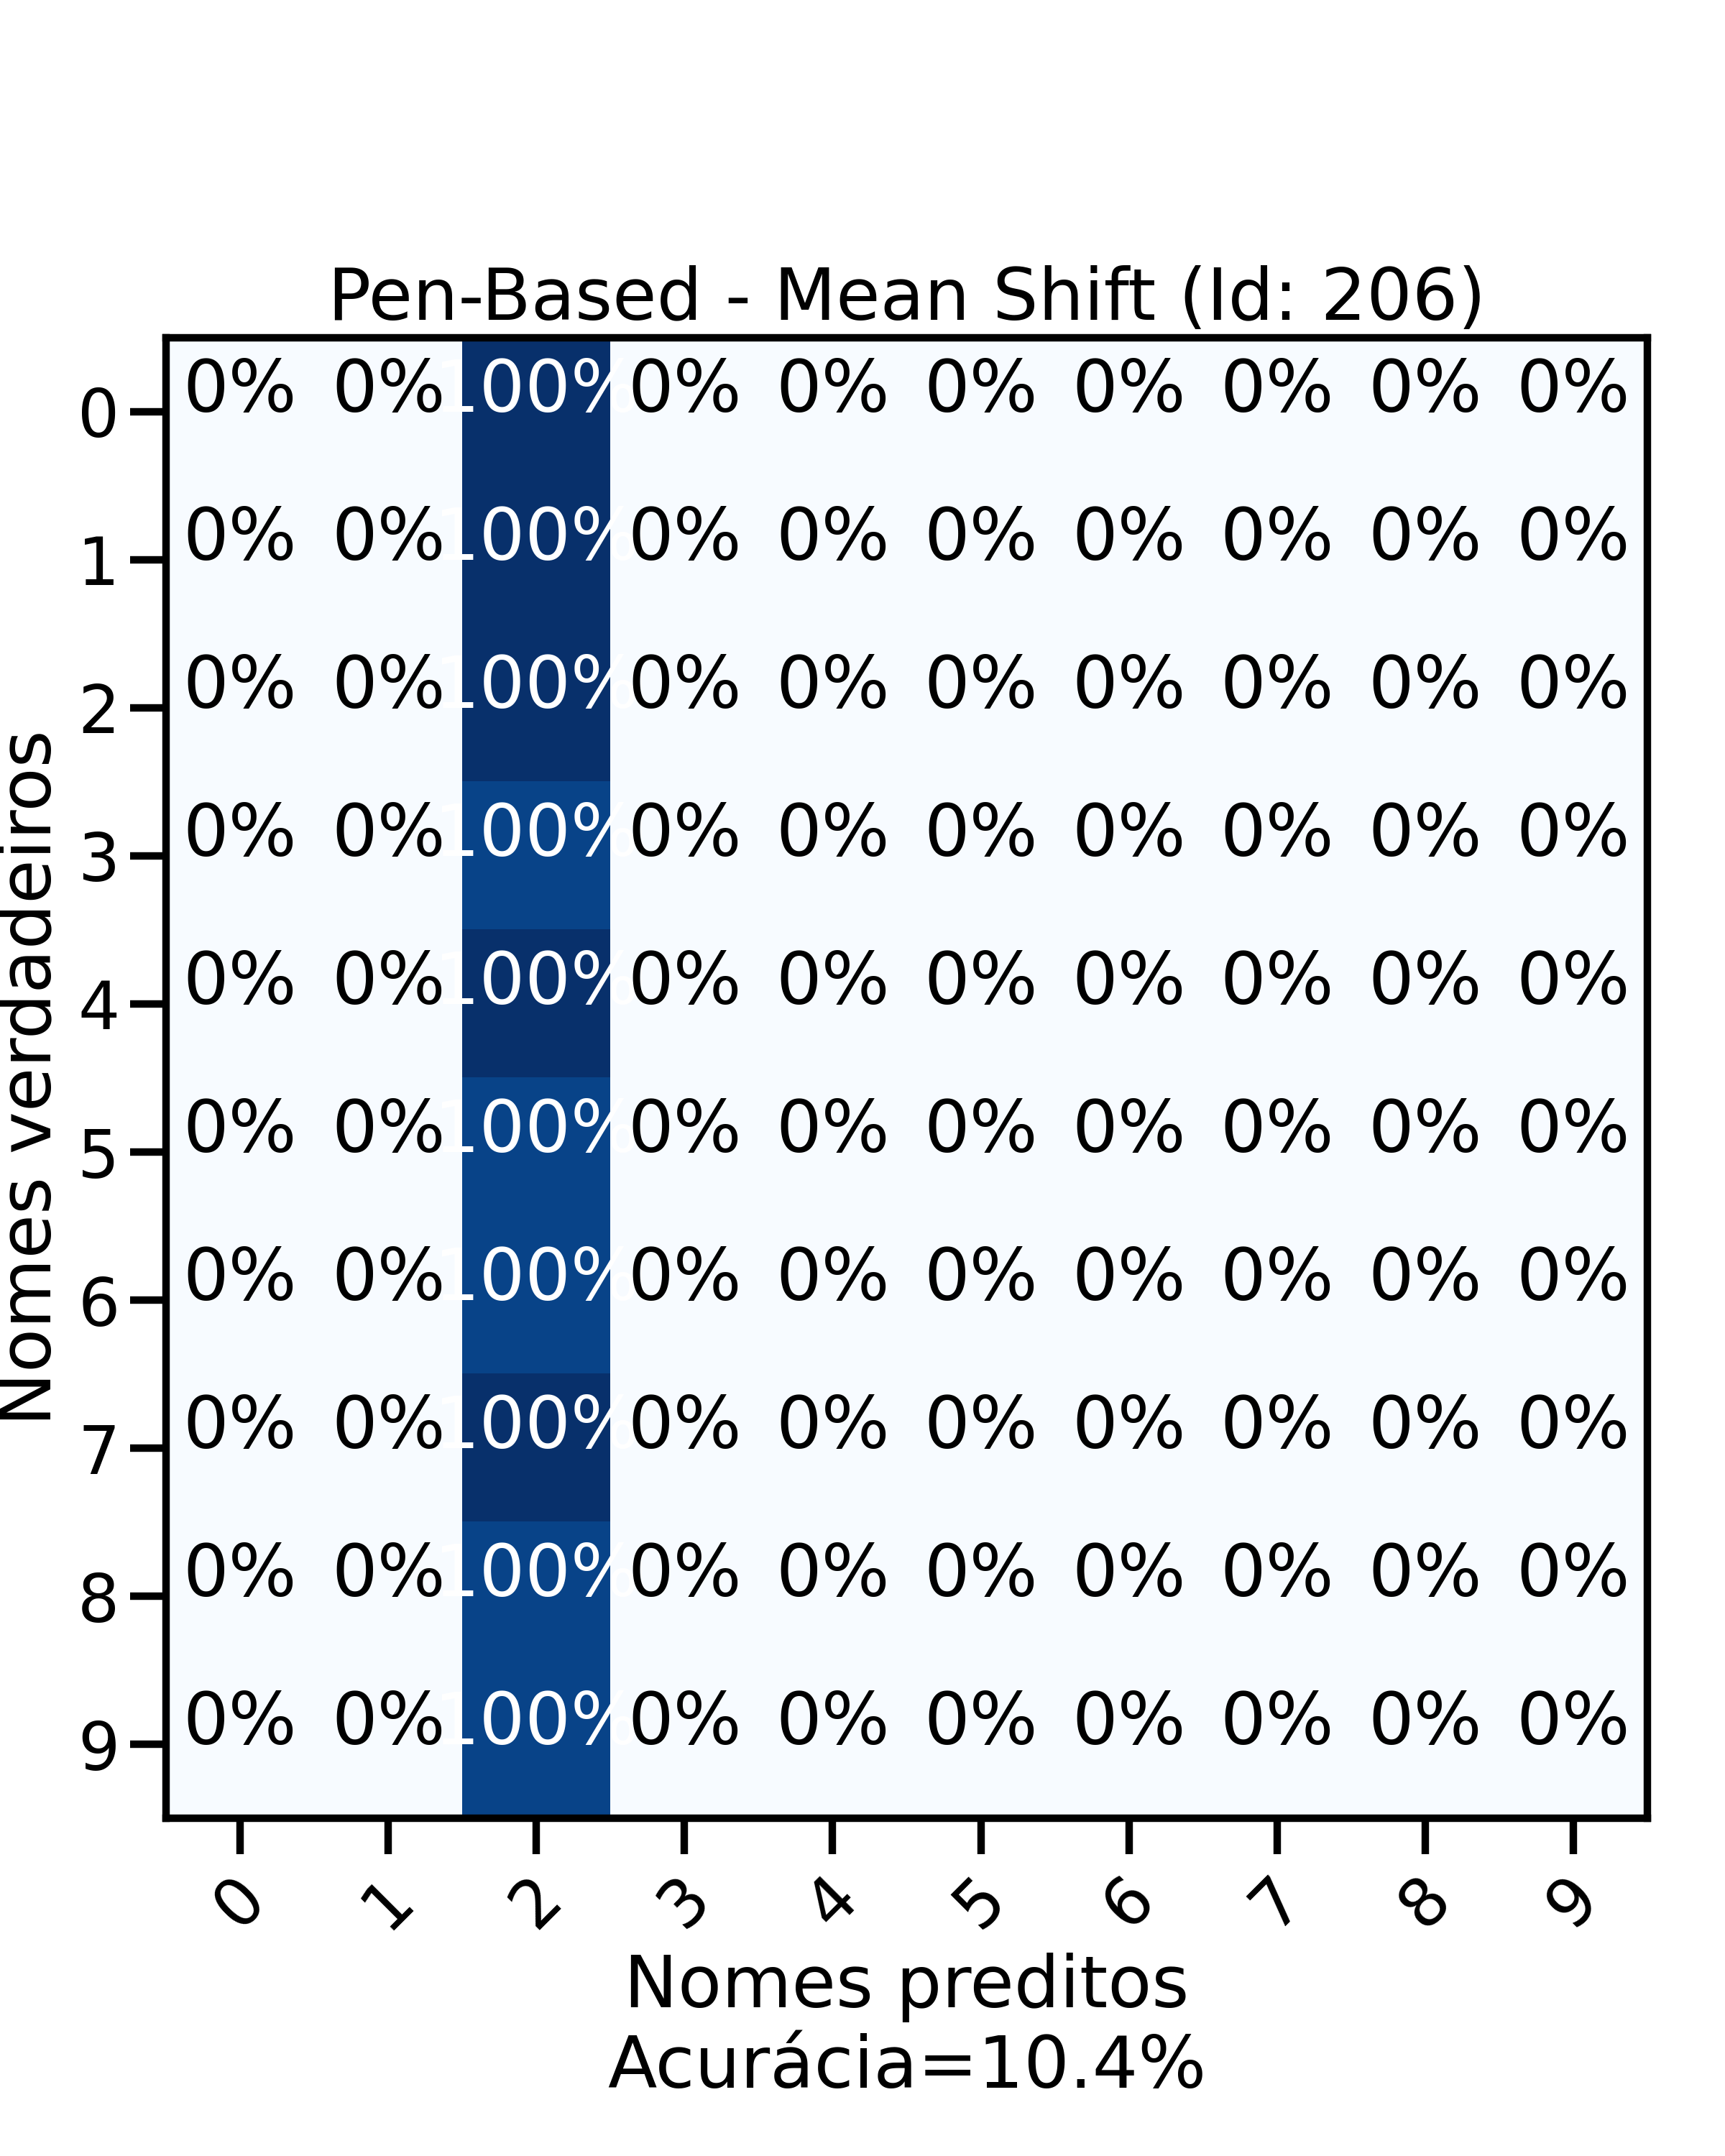 Pen-Based - Mean Shift (Id: 206)
Nomes verdadeiros
0 0% 0% 100% 0% 0% 0% 0% 0% 0% 0%
1 0% 0% 100% 0% 0% 0% 0% 0% 0% 0%
2 0% 0% 100% 0% 0% 0% 0% 0% 0% 0%
3 0% 0% 100% 0% 0% 0% 0% 0% 0% 0%
4 0% 0% 100% 0% 0% 0% 0% 0% 0% 0%
5 0% 0% 100% 0% 0% 0% 0% 0% 0% 0%
6 0% 0% 100% 0% 0% 0% 0% 0% 0% 0%
7 0% 0% 100% 0% 0% 0% 0% 0% 0% 0%
8 0% 0% 100% 0% 0% 0% 0% 0% 0% 0%
9 0% 0% 100% 0% 0% 0% 0% 0% 0% 0%
0 1 2 3 4 5 6 7 8 9
Nomes preditos
Acurácia=10.4%